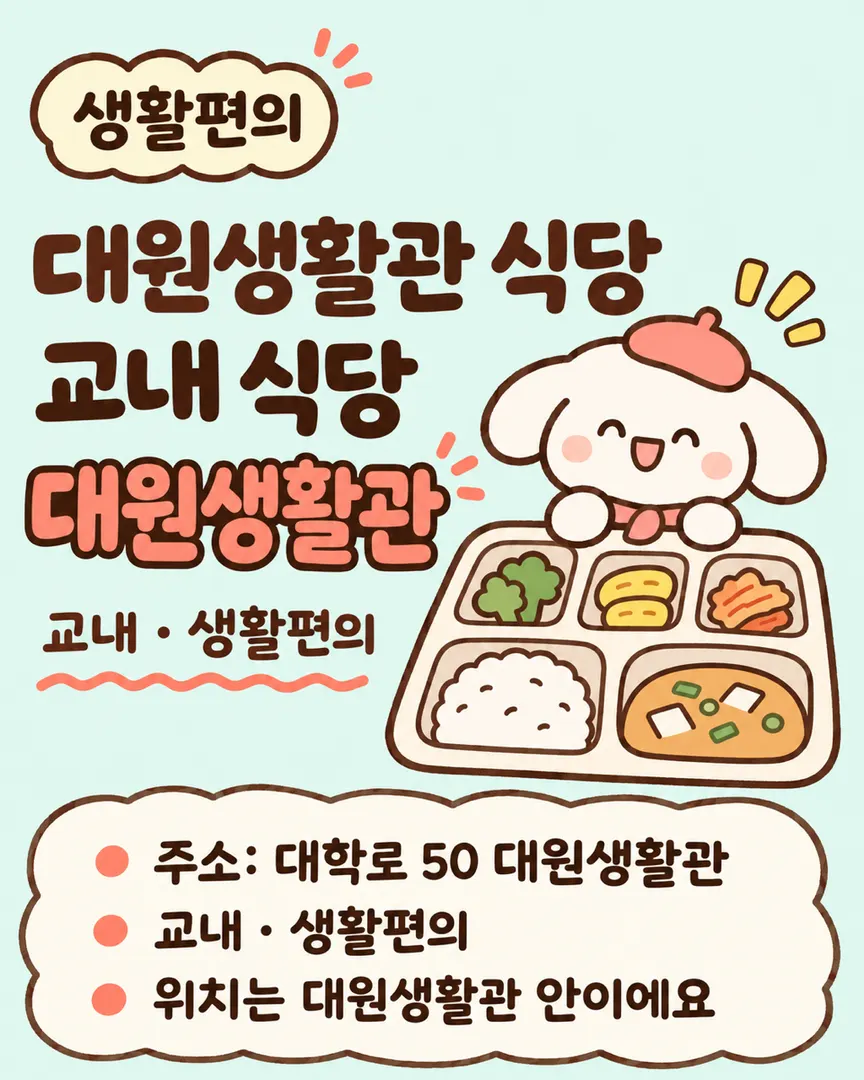 생활편의
대원생활관 식당
교내 식당
대원생활관
교내 · 생활편의
주소: 대학로 50 대원생활관
교내 · 생활편의
위치는 대원생활관 안이에요